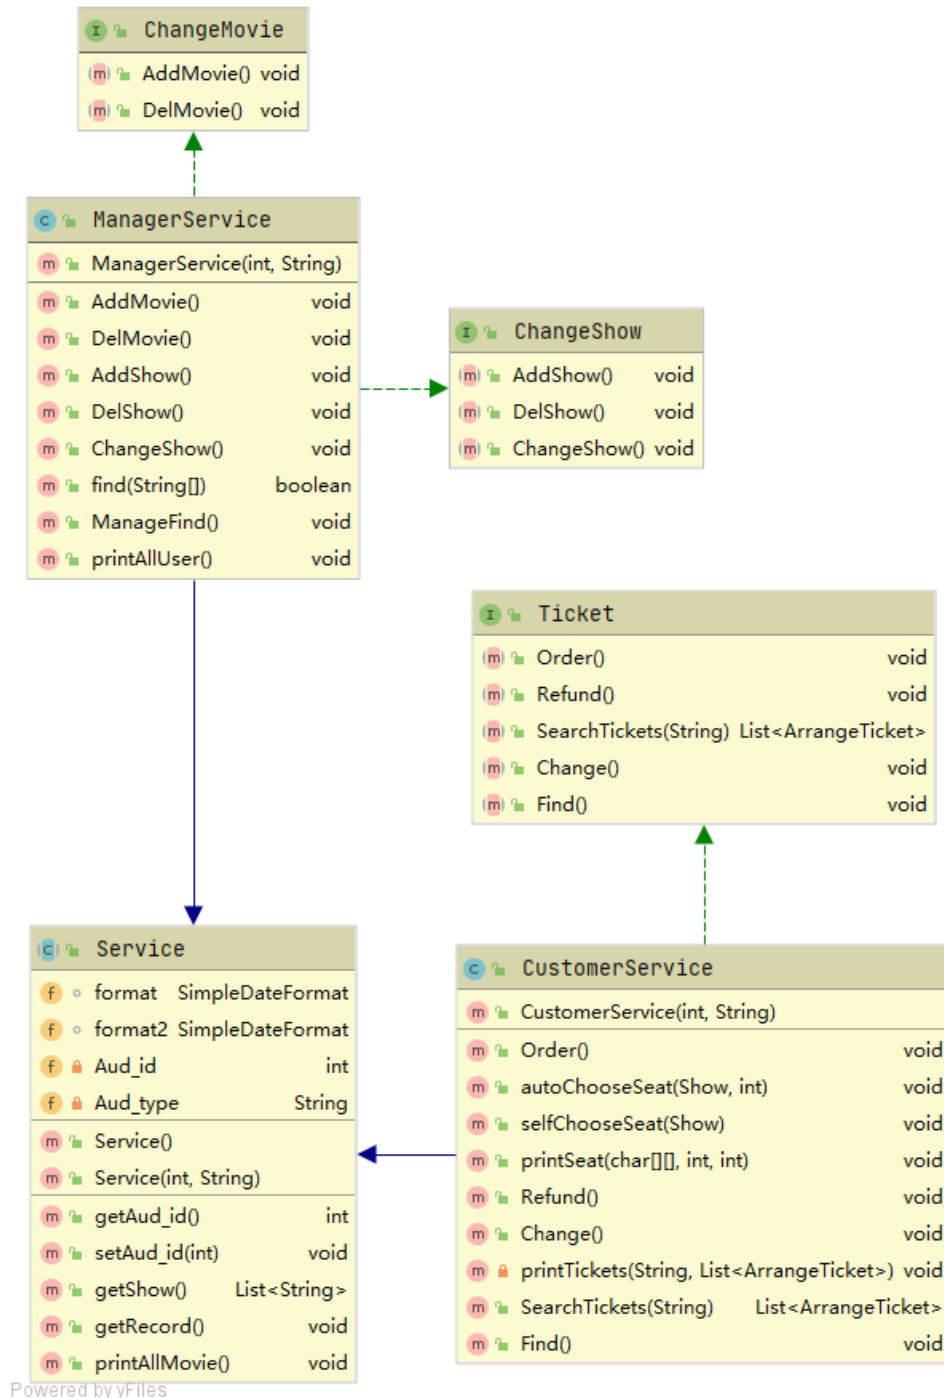 ChangeMovie
AddMovie() void
DelMovie() void
ManagerService
ManagerService(int, String)
AddMovie() void
DelMovie() void
AddShow() void
DelShow() void
ChangeShow() void
find(String[]) boolean
ManageFind() void
printAllUser() void
ChangeShow
AddShow() void
DelShow() void
ChangeShow() void
Ticket
Order() void
Refund() void
SearchTickets(String) List<ArrangeTicket>
Change() void
Find() void
Service
format SimpleDateFormat
format2 SimpleDateFormat
Aud_id int
Aud_type String
Service()
Service(int, String)
getAud_id() int
setAud_id(int) void
getShow() List<String>
getRecord() void
printAllMovie() void
CustomerService
CustomerService(int, String)
Order() void
autoChooseSeat(Show, int) void
selfChooseSeat(Show) void
printSeat(char[][], int, int) void
Refund() void
Change() void
printTickets(String, List<ArrangeTicket>) void
SearchTickets(String) List<ArrangeTicket>
Find() void
Powered by yFiles